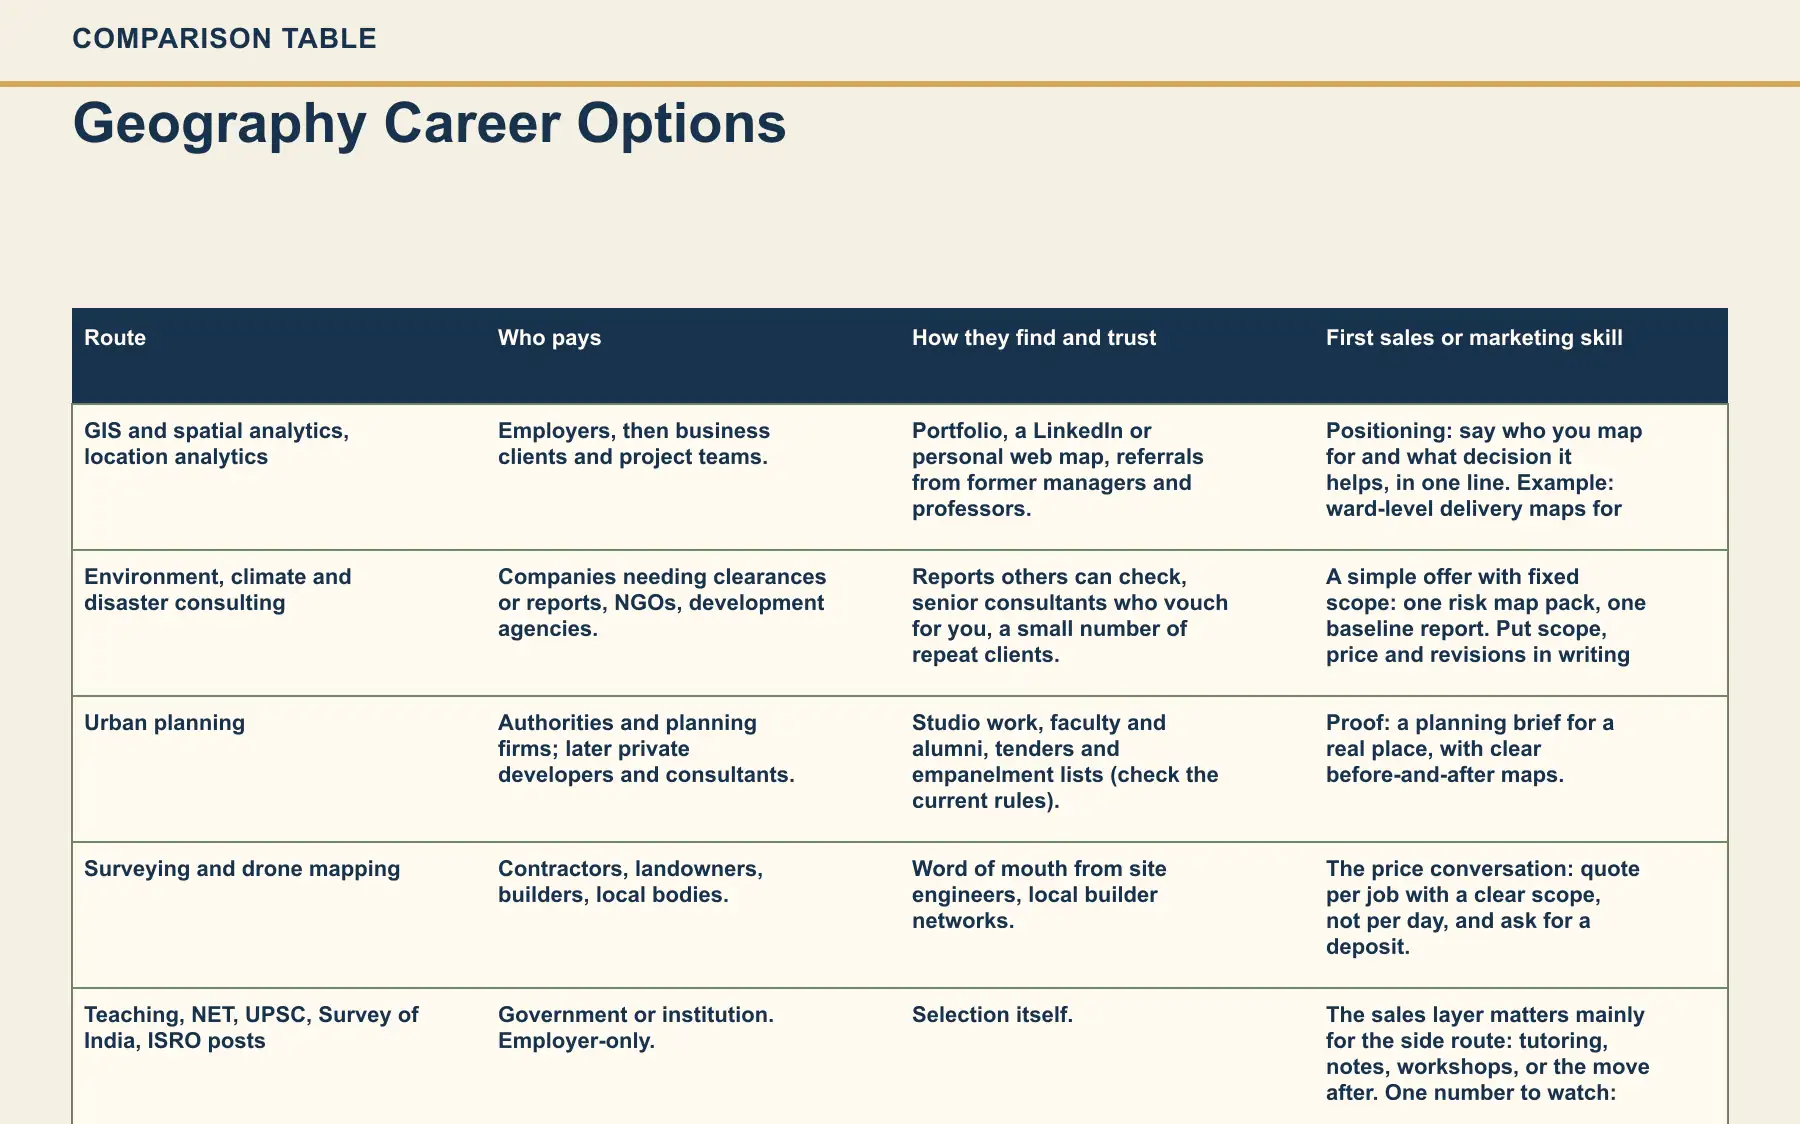 COMPARISON TABLE
Geography Career Options
Route
Who pays
How they find and trust
First sales or marketing skill
GIS and spatial analytics,
location analytics
Employers, then business
clients and project teams.
Portfolio, a LinkedIn or
personal web map, referrals
from former managers and
professors.
Positioning: say who you map
for and what decision it
helps, in one line. Example:
ward-level delivery maps for
Environment, climate and
disaster consulting
Companies needing clearances
or reports, NGOs, development
agencies.
Reports others can check,
senior consultants who vouch
for you, a small number of
repeat clients.
A simple offer with fixed
scope: one risk map pack, one
baseline report. Put scope,
price and revisions in writing
Urban planning
Authorities and planning
firms; later private
developers and consultants.
Studio work, faculty and
alumni, tenders and
empanelment lists (check the
current rules).
Proof: a planning brief for a
real place, with clear
before-and-after maps.
Surveying and drone mapping
Contractors, landowners,
builders, local bodies.
Word of mouth from site
engineers, local builder
networks.
The price conversation: quote
per job with a clear scope,
not per day, and ask for a
deposit.
Teaching, NET, UPSC, Survey of
India, ISRO posts
Government or institution.
Employer-only.
Selection itself.
The sales layer matters mainly
for the side route: tutoring,
notes, workshops, or the move
after. One number to watch: